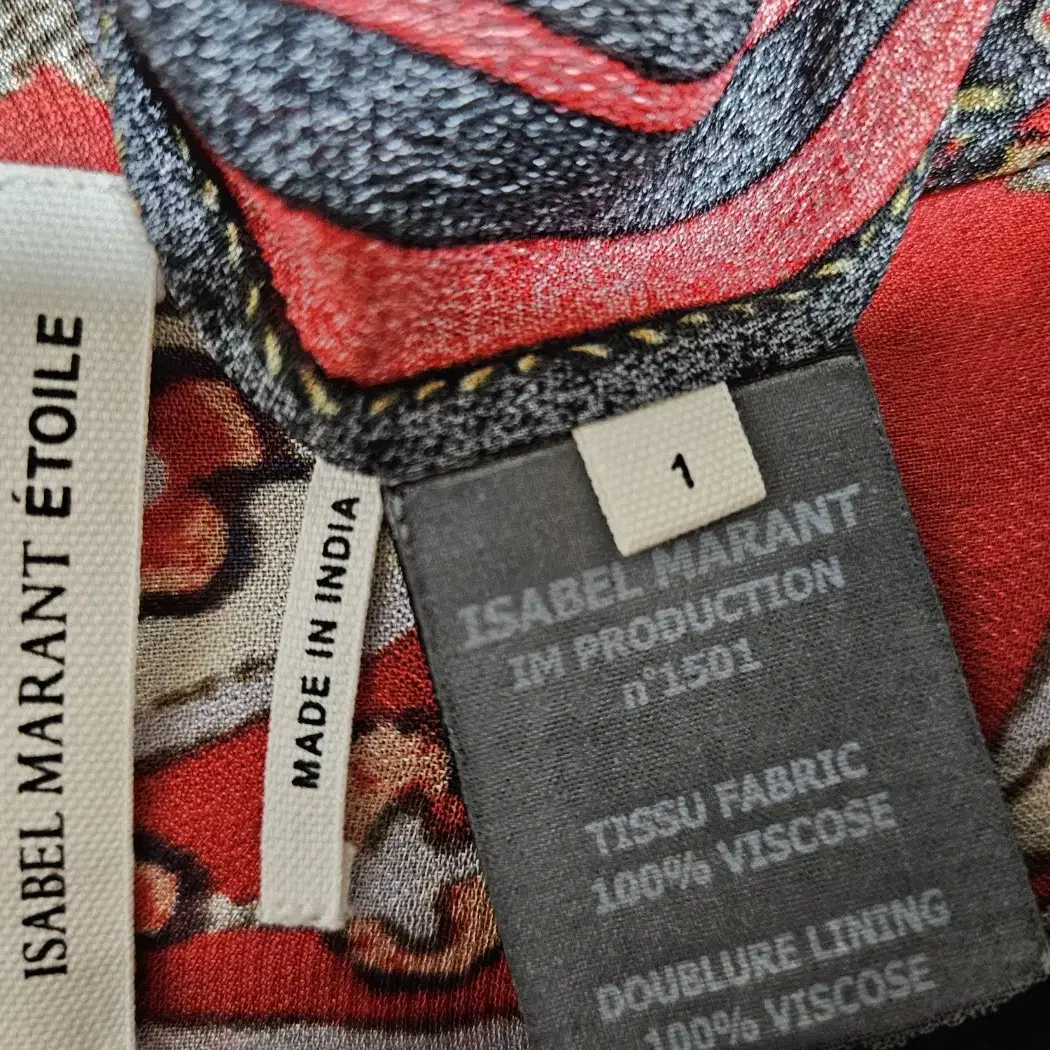 ISABEL MARANT ÉTOILE
MADE IN INDIA
1
ISABEL MARANT
IM PRODUCTION
n°1501
TISSU FABRIC
100% VISCOSE
DOUBLURE LINING
100% VISCOSE